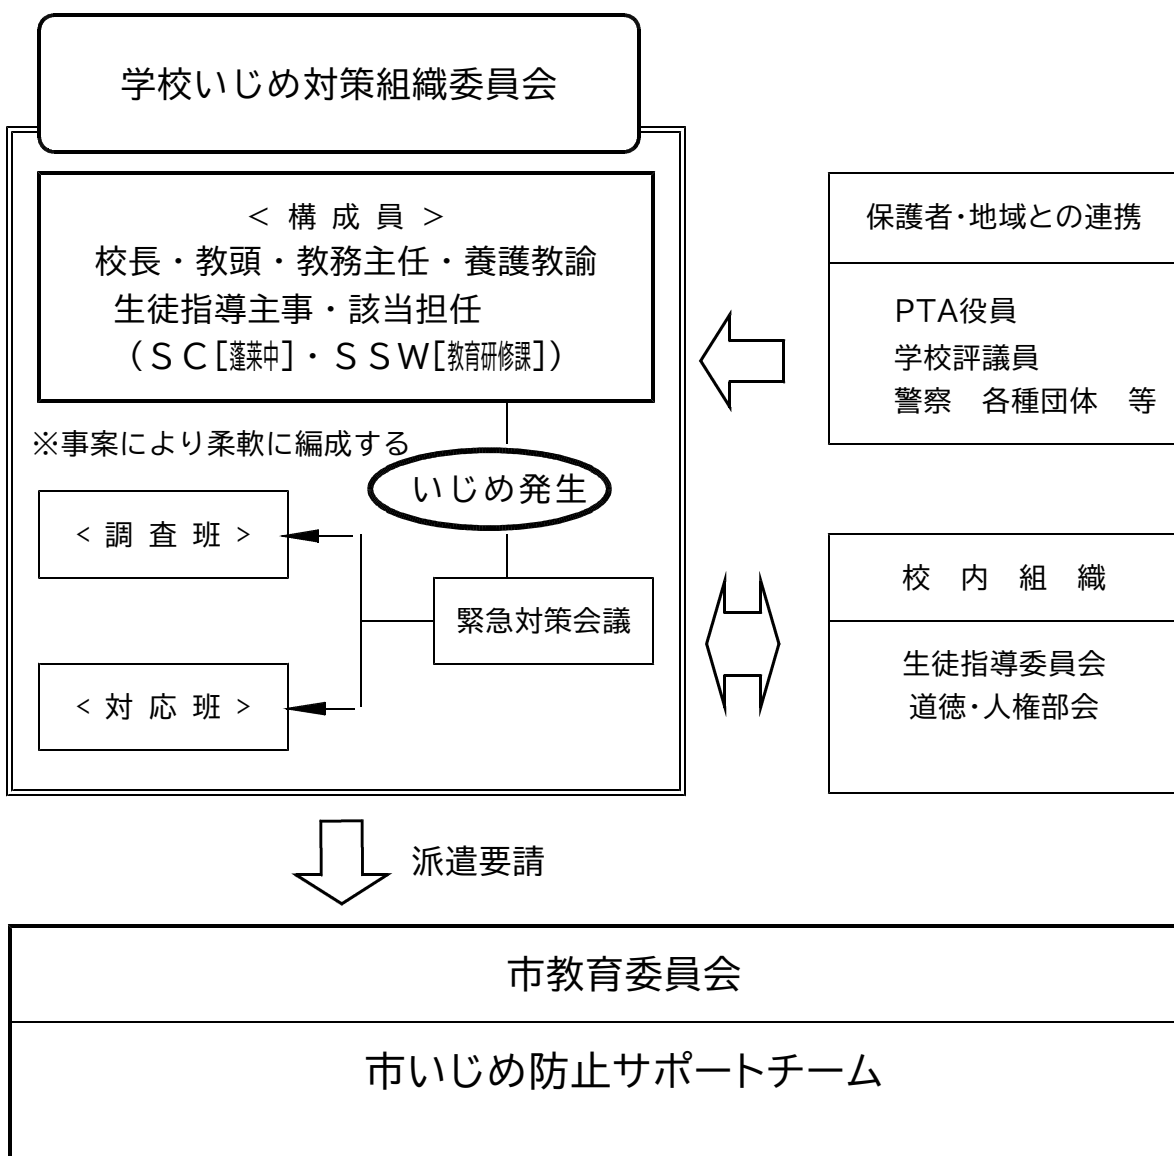 学校いじめ対策組織委員会
< 構 成 員 >
校長・教頭・教務主任・養護教諭
生徒指導主事・該当担任
（ＳＣ[蓬莱中]・ＳＳＷ[教育研修課]）
※事案により柔軟に編成する
いじめ発生
< 調 査 班 >
緊急対策会議
< 対 応 班 >
保護者・地域との連携
PTA役員
学校評議員
警察　各種団体　等
校　内　組　織
生徒指導委員会
道徳・人権部会
派遣要請
市教育委員会
市いじめ防止サポートチーム